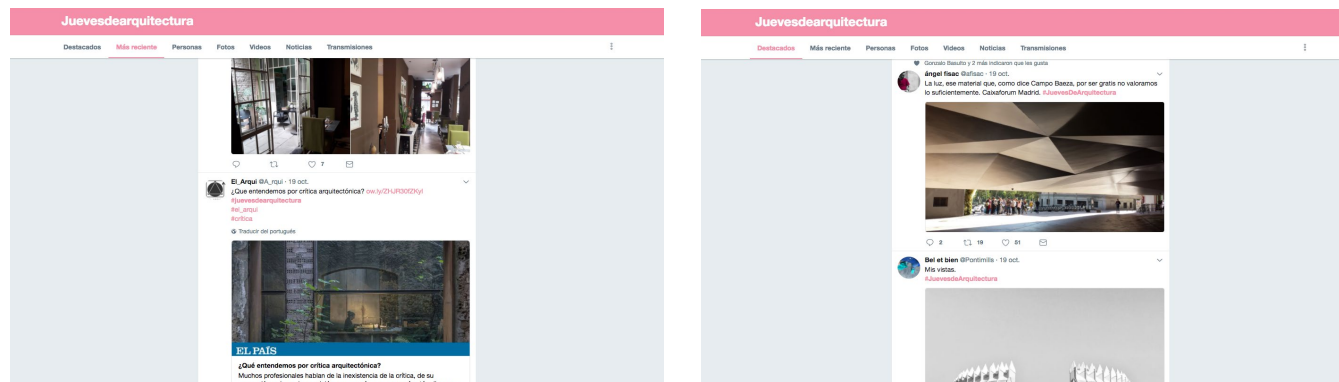 Juevesdearquitectura
Destacados Más reciente Personas Fotos Videos Noticias Transmisiones
7
El_Arqui @A_rqui · 19 oct.
¿Que entendemos por crítica arquitectónica? ow.ly/ZHJR30fZKyI
#juevesdearquitectura
#el_arqui
#crítica
Traducir del portugués
EL PAÍS
¿Qué entendemos por crítica arquitectónica?
Muchos profesionales hablan de la inexistencia de la crítica, de su
Juevesdearquitectura
Destacados Más reciente Personas Fotos Videos Noticias Transmisiones
Gonzalo Basulto y 2 más indicaron que les gusta
ángel fisac @afisac · 19 oct.
La luz, ese material que, como dice Campo Baeza, por ser gratis no valoramos
lo suficientemente. Caixaforum Madrid. #JuevesDeArquitectura
2 19 51
Bel et bien @Pontimills · 19 oct.
Mis vistas.
#JuevesdeArquitectura